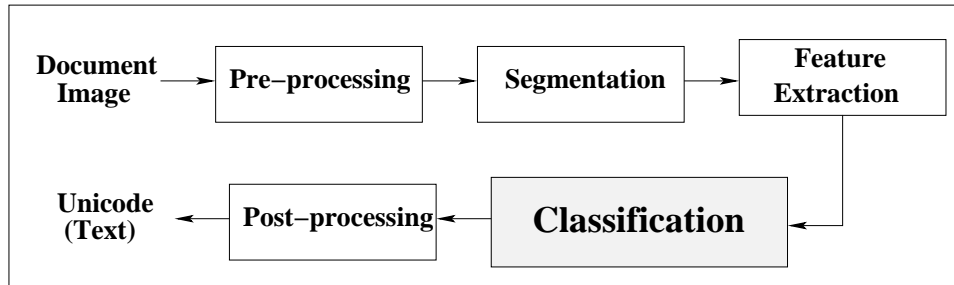 Document
Image
Pre−processing
Segmentation
Feature
Extraction
Classification
Post−processing
Unicode
(Text)